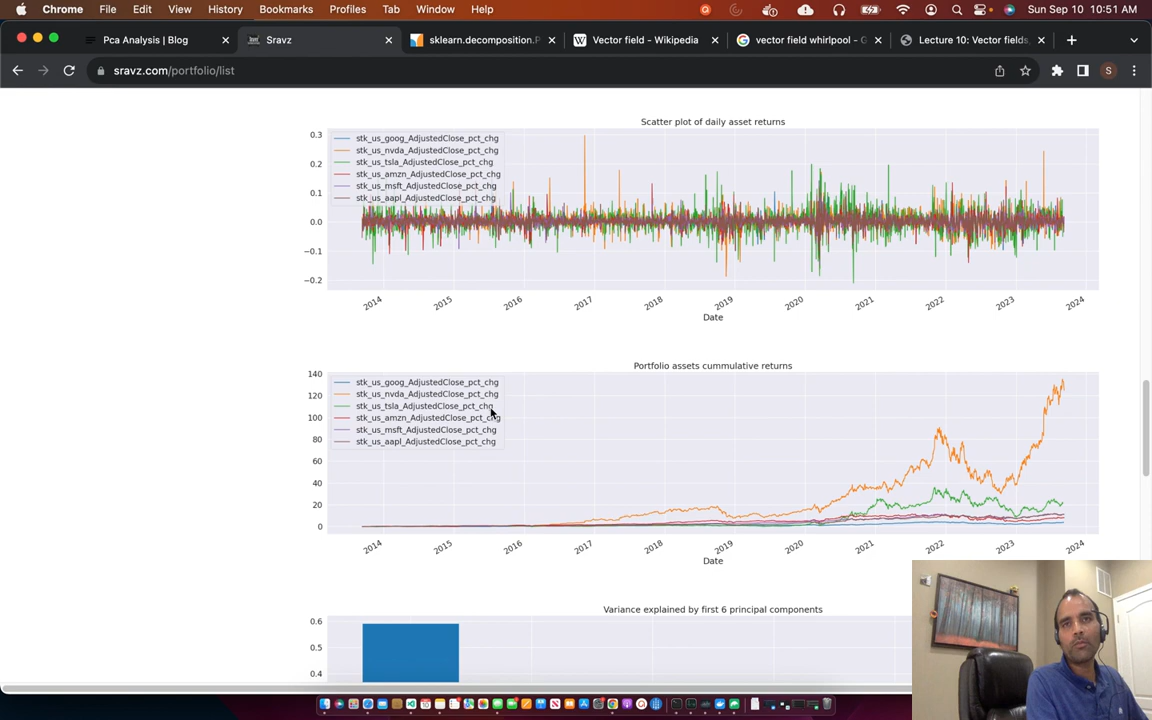 Chrome File Edit View History Bookmarks Profiles Tab Window Help Sun Sep 10 10:51 AM
Pca Analysis | Blog Sravz sklearn.decomposition.P Vector field - Wikipedia vector field whirlpool - G Lecture 10: Vector fields,
sravz.com/portfolio/list S
Scatter plot of daily asset returns
0.3
0.2
0.1
0.0
−0.1
−0.2
stk_us_goog_AdjustedClose_pct_chg
stk_us_nvda_AdjustedClose_pct_chg
stk_us_tsla_AdjustedClose_pct_chg
stk_us_amzn_AdjustedClose_pct_chg
stk_us_msft_AdjustedClose_pct_chg
stk_us_aapl_AdjustedClose_pct_chg
2014 2015 2016 2017 2018 2019 2020 2021 2022 2023 2024
Date
Portfolio assets cummulative returns
140
120
100
80
60
40
20
0
stk_us_goog_AdjustedClose_pct_chg
stk_us_nvda_AdjustedClose_pct_chg
stk_us_tsla_AdjustedClose_pct_chg
stk_us_amzn_AdjustedClose_pct_chg
stk_us_msft_AdjustedClose_pct_chg
stk_us_aapl_AdjustedClose_pct_chg
2014 2015 2016 2017 2018 2019 2020 2021 2022 2023 2024
Date
Variance explained by first 6 principal components
0.6
0.5
0.4